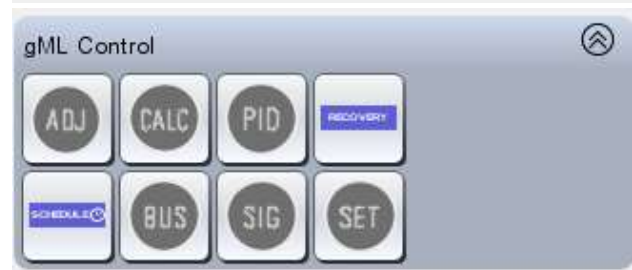 gML Control
ADJ CALC PID RECOVERY
SCHEDULE BUS SIG SET